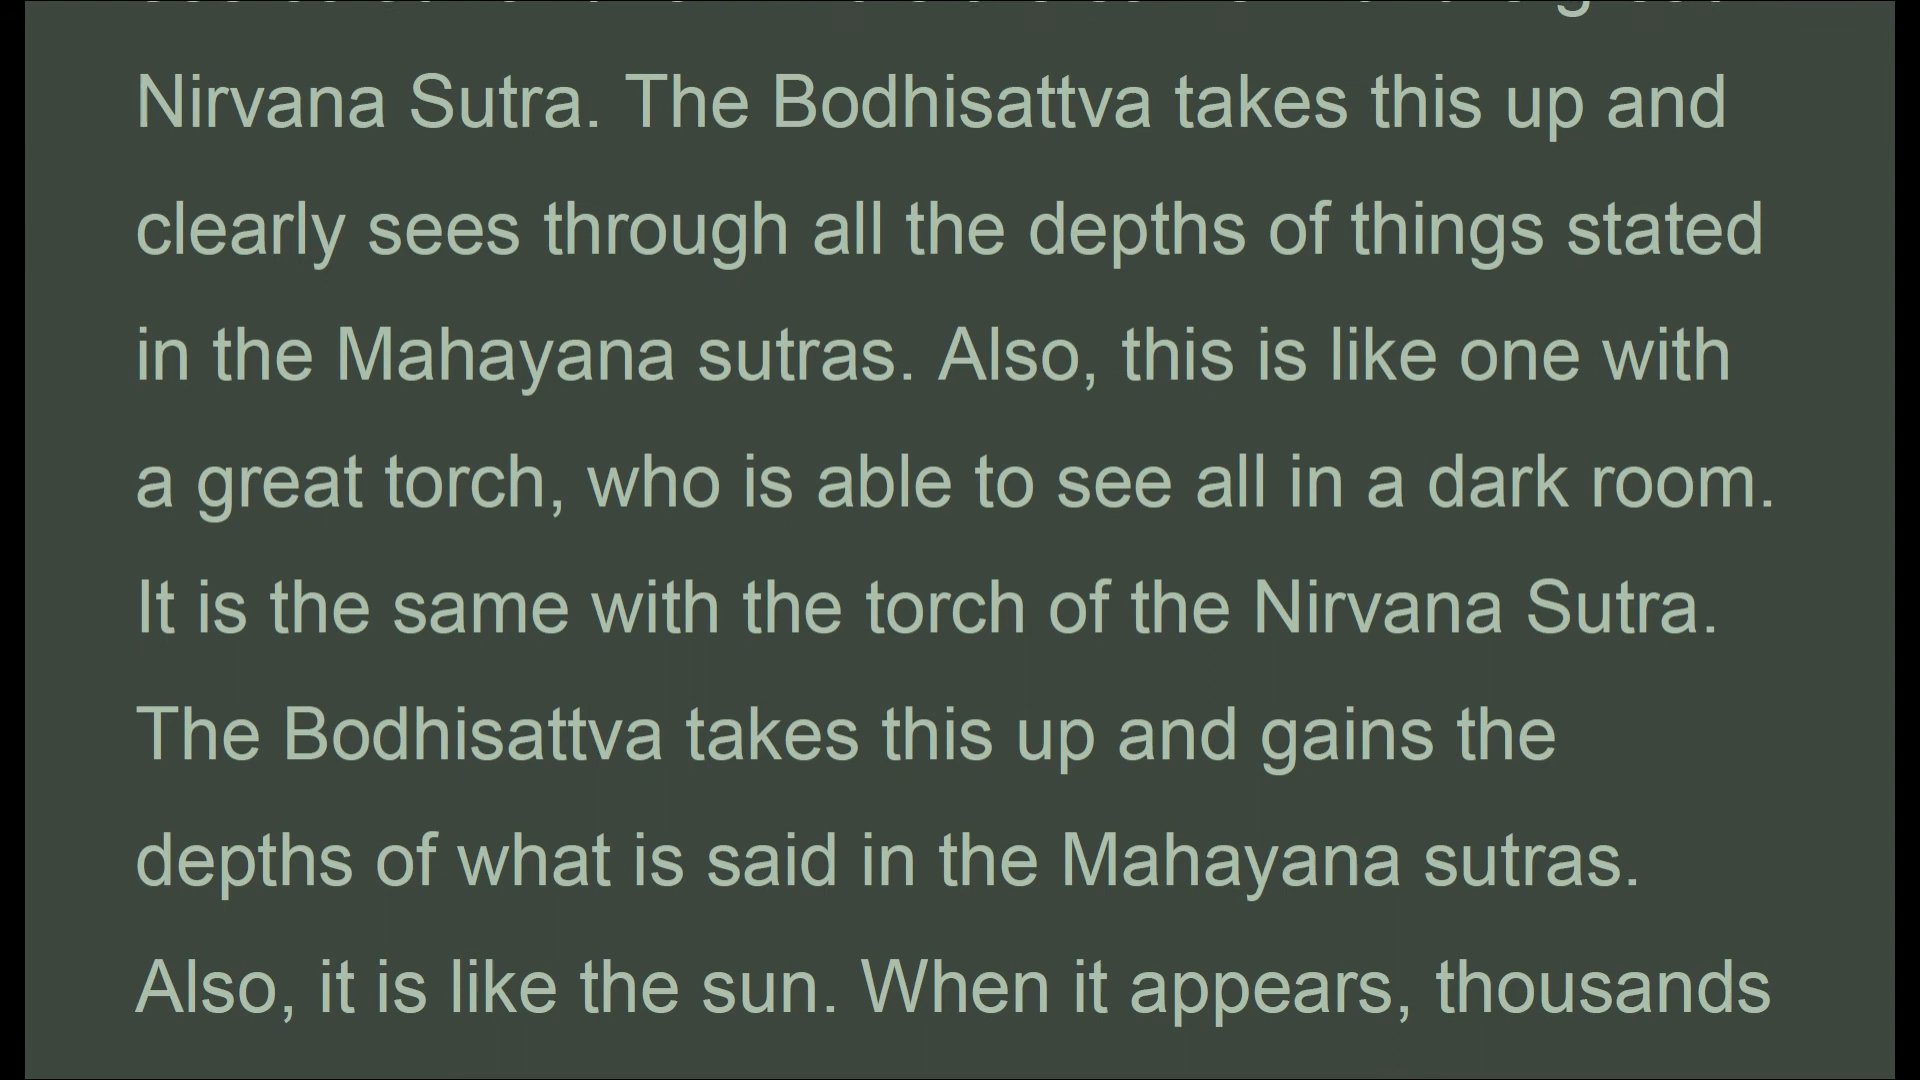 Nirvana Sutra. The Bodhisattva takes this up and
clearly sees through all the depths of things stated
in the Mahayana sutras. Also, this is like one with
a great torch, who is able to see all in a dark room.
It is the same with the torch of the Nirvana Sutra.
The Bodhisattva takes this up and gains the
depths of what is said in the Mahayana sutras.
Also, it is like the sun. When it appears, thousands